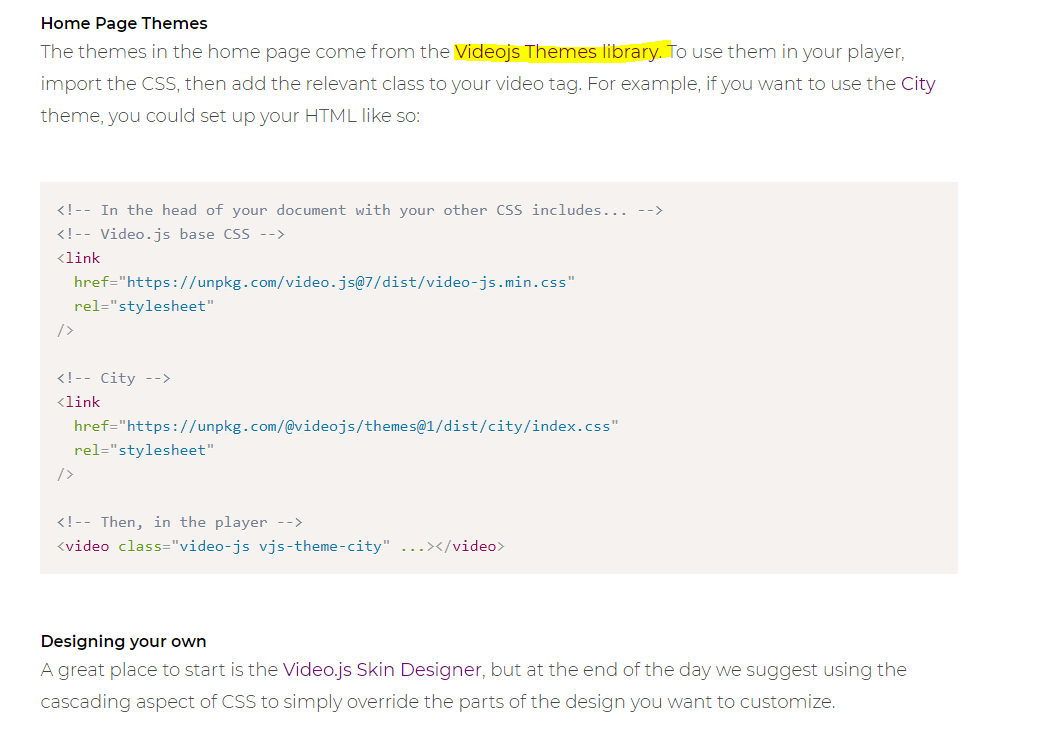 Home Page Themes
The themes in the home page come from the Videojs Themes library. To use them in your player,
import the CSS, then add the relevant class to your video tag. For example, if you want to use the City
theme, you could set up your HTML like so:
<!-- In the head of your document with your other CSS includes... -->
<!-- Video.js base CSS -->
<link
href="https://unpkg.com/video.js@7/dist/video-js.min.css"
rel="stylesheet"
/>
<!-- City -->
<link
href="https://unpkg.com/@videojs/themes@1/dist/city/index.css"
rel="stylesheet"
/>
<!-- Then, in the player -->
<video class="video-js vjs-theme-city" ...></video>
Designing your own
A great place to start is the Video.js Skin Designer, but at the end of the day we suggest using the
cascading aspect of CSS to simply override the parts of the design you want to customize.